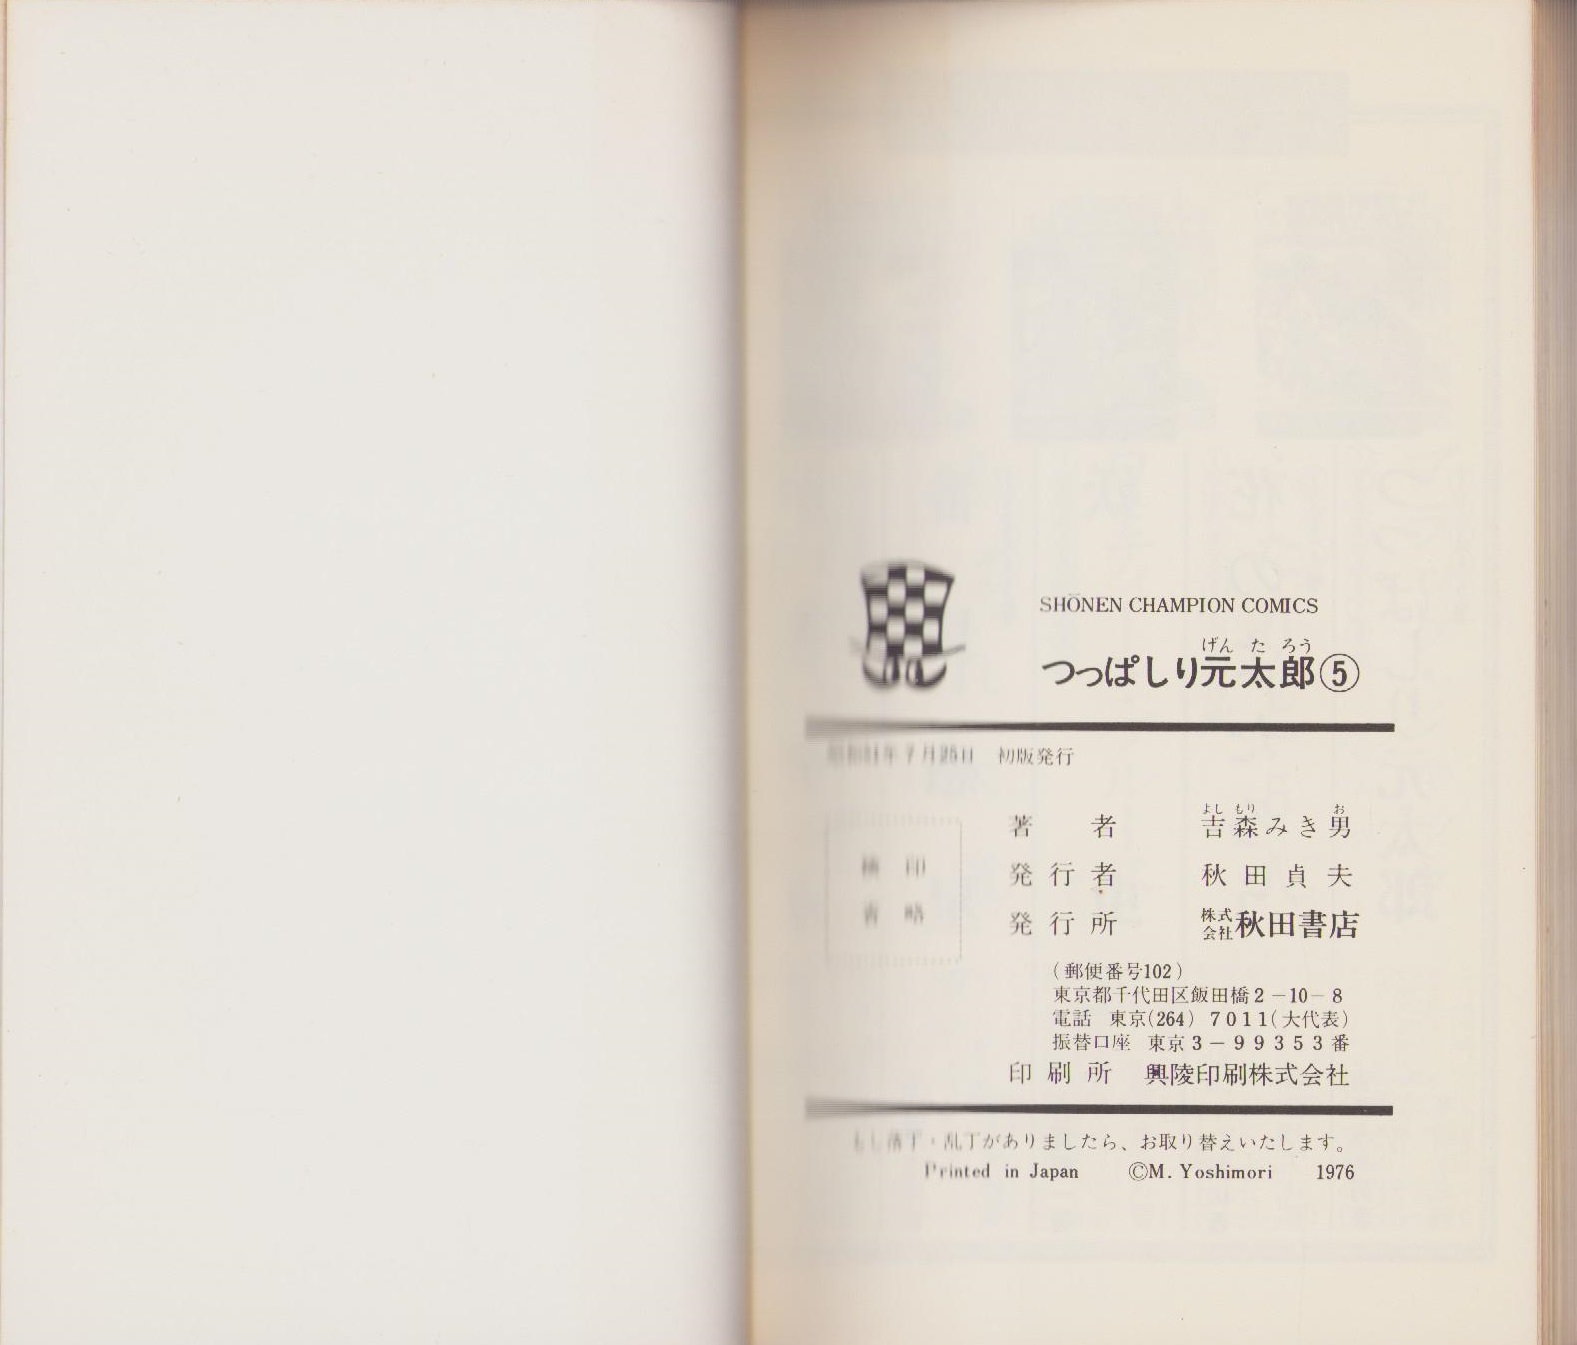 SHŌNEN CHAMPION COMICS
げん た ろう
つっぱしり元太郎⑤
昭和51年7月25日 初版発行
よし もり お
著者 吉森みき男
発行者 秋田貞夫
発行所 株式会社秋田書店
検印
省略
(郵便番号102)
東京都千代田区飯田橋2-10-8
電話 東京(264) 7011(大代表)
振替口座 東京3-99353番
印刷所 興陵印刷株式会社
もし落丁・乱丁がありましたら、お取り替えいたします。
Printed in Japan ©M. Yoshimori 1976